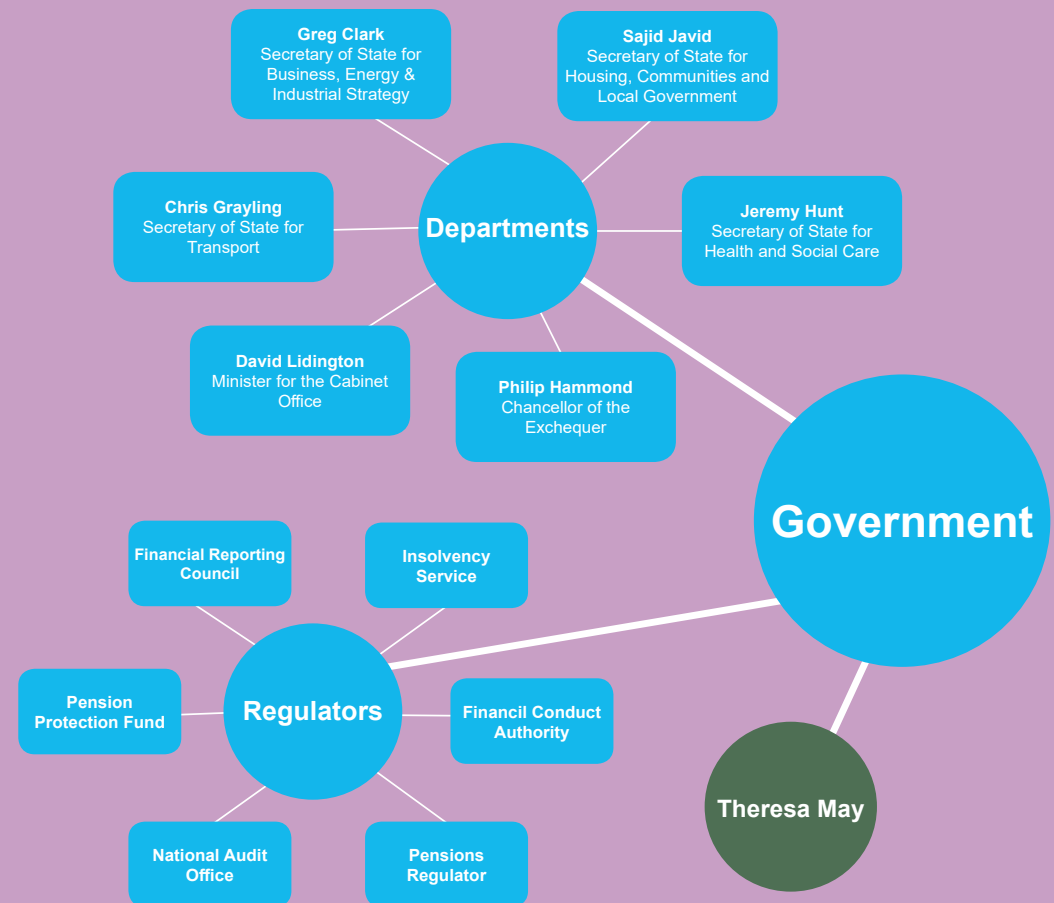 Greg Clark
Secretary of State for
Business, Energy &
Industrial Strategy
Sajid Javid
Secretary of State for
Housing, Communities and
Local Government
Chris Grayling
Secretary of State for
Transport
Departments
Jeremy Hunt
Secretary of State for
Health and Social Care
David Lidington
Minister for the Cabinet
Office
Philip Hammond
Chancellor of the
Exchequer
Government
Financial Reporting
Council
Insolvency
Service
Pension
Protection Fund
Regulators
Financil Conduct
Authority
Theresa May
National Audit
Office
Pensions
Regulator